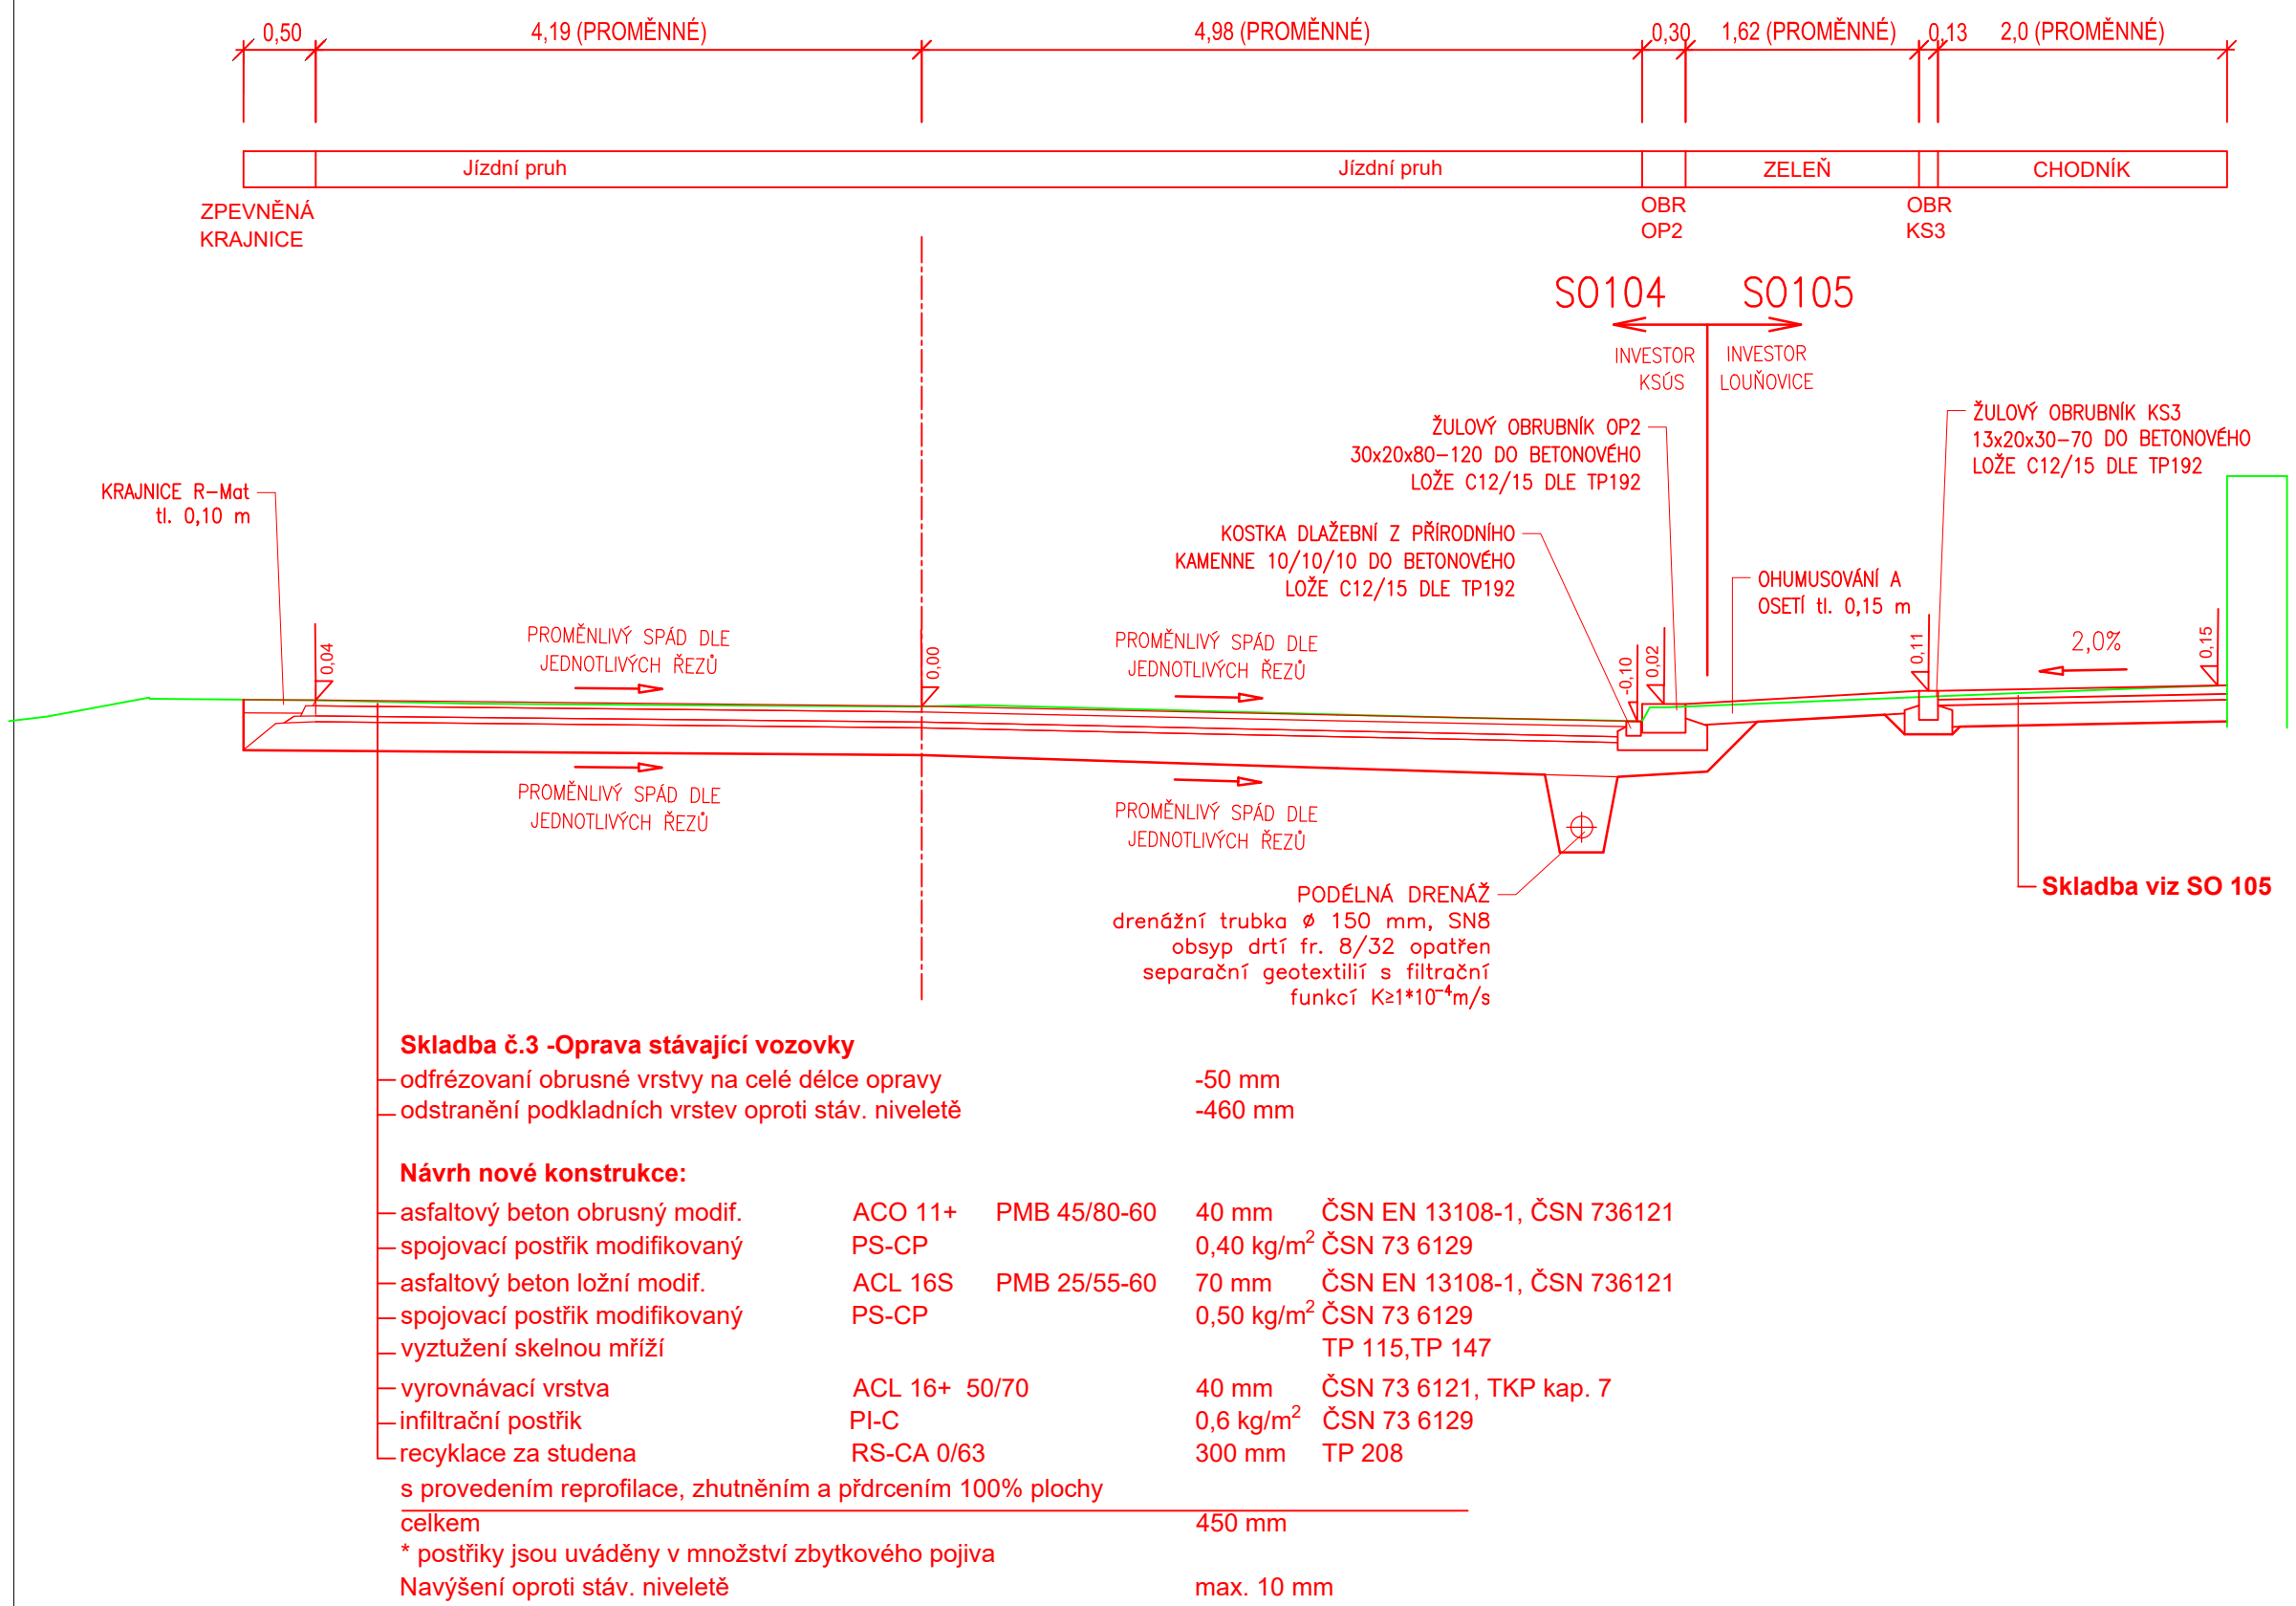 0,50 4,19 (PROMĚNNÉ) 4,98 (PROMĚNNÉ) 0,30 1,62 (PROMĚNNÉ) 0,13 2,0 (PROMĚNNÉ)
Jízdní pruh Jízdní pruh ZELEŇ CHODNÍK
ZPEVNĚNÁ
KRAJNICE
OBR
OP2
OBR
KS3
SO104 SO105
INVESTOR
KSÚS
INVESTOR
LOUŇOVICE
ŽULOVÝ OBRUBNÍK OP2
30x20x80-120 DO BETONOVÉHO
LOŽE C12/15 DLE TP192
ŽULOVÝ OBRUBNÍK KS3
13x20x30-70 DO BETONOVÉHO
LOŽE C12/15 DLE TP192
KRAJNICE R-Mat
tl. 0,10 m
KOSTKA DLAŽEBNÍ Z PŘÍRODNÍHO
KAMENNE 10/10/10 DO BETONOVÉHO
LOŽE C12/15 DLE TP192
OHUMUSOVÁNÍ A
OSETÍ tl. 0,15 m
0,04
PROMĚNLIVÝ SPÁD DLE
JEDNOTLIVÝCH ŘEZŮ
0,00
PROMĚNLIVÝ SPÁD DLE
JEDNOTLIVÝCH ŘEZŮ
-0,10
0,02
0,11
2,0%
0,15
PROMĚNLIVÝ SPÁD DLE
JEDNOTLIVÝCH ŘEZŮ
PROMĚNLIVÝ SPÁD DLE
JEDNOTLIVÝCH ŘEZŮ
PODÉLNÁ DRENÁŽ
drenážní trubka ø 150 mm, SN8
obsyp drtí fr. 8/32 opatřen
separační geotextilií s filtrační
funkcí K≥1*10⁻⁴m/s
Skladba viz SO 105
Skladba č.3 -Oprava stávající vozovky
odfrézovaní obrusné vrstvy na celé délce opravy -50 mm
odstranění podkladních vrstev oproti stáv. niveletě -460 mm
Návrh nové konstrukce:
asfaltový beton obrusný modif. ACO 11+ PMB 45/80-60 40 mm ČSN EN 13108-1, ČSN 736121
spojovací postřik modifikovaný PS-CP 0,40 kg/m² ČSN 73 6129
asfaltový beton ložní modif. ACL 16S PMB 25/55-60 70 mm ČSN EN 13108-1, ČSN 736121
spojovací postřik modifikovaný PS-CP 0,50 kg/m² ČSN 73 6129
vyztužení skelnou mříží TP 115,TP 147
vyrovnávací vrstva ACL 16+ 50/70 40 mm ČSN 73 6121, TKP kap. 7
infiltrační postřik PI-C 0,6 kg/m² ČSN 73 6129
recyklace za studena RS-CA 0/63 300 mm TP 208
s provedením reprofilace, zhutněním a přdrcením 100% plochy
celkem 450 mm
* postřiky jsou uváděny v množství zbytkového pojiva
Navýšení oproti stáv. niveletě max. 10 mm